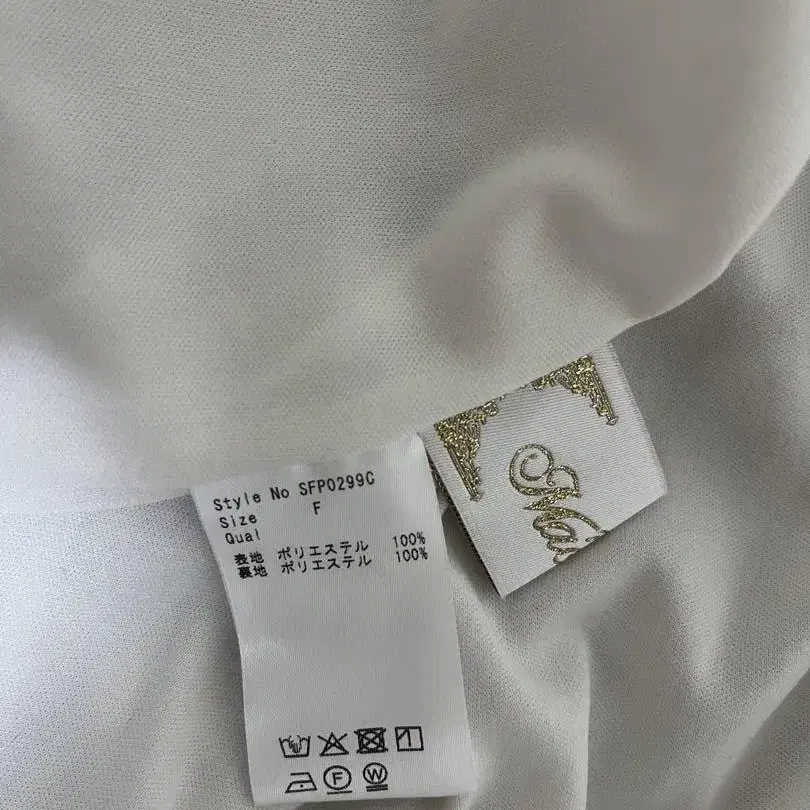 Style No SFP0299C
Size F
Qual
表地 ポリエステル 100%
裏地 ポリエステル 100%
F
W